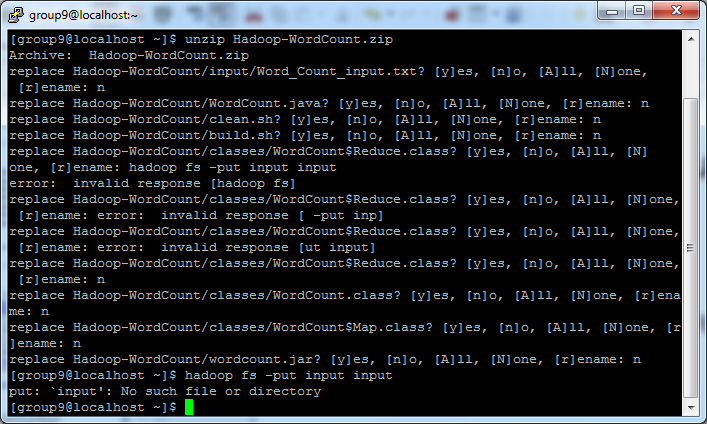 group9@localhost:~
[group9@localhost ~]$ unzip Hadoop-WordCount.zip
Archive:  Hadoop-WordCount.zip
replace Hadoop-WordCount/input/Word_Count_input.txt? [y]es, [n]o, [A]ll, [N]one,
 [r]ename: n
replace Hadoop-WordCount/WordCount.java? [y]es, [n]o, [A]ll, [N]one, [r]ename: n
replace Hadoop-WordCount/clean.sh? [y]es, [n]o, [A]ll, [N]one, [r]ename: n
replace Hadoop-WordCount/build.sh? [y]es, [n]o, [A]ll, [N]one, [r]ename: n
replace Hadoop-WordCount/classes/WordCount$Reduce.class? [y]es, [n]o, [A]ll, [N]
one, [r]ename: hadoop fs -put input input
error:  invalid response [hadoop fs]
replace Hadoop-WordCount/classes/WordCount$Reduce.class? [y]es, [n]o, [A]ll, [N]one,
 [r]ename: error:  invalid response [ -put inp]
replace Hadoop-WordCount/classes/WordCount$Reduce.class? [y]es, [n]o, [A]ll, [N]one,
 [r]ename: error:  invalid response [ut input]
replace Hadoop-WordCount/classes/WordCount$Reduce.class? [y]es, [n]o, [A]ll, [N]one,
 [r]ename: n
replace Hadoop-WordCount/classes/WordCount.class? [y]es, [n]o, [A]ll, [N]one, [r]ena
me: n
replace Hadoop-WordCount/classes/WordCount$Map.class? [y]es, [n]o, [A]ll, [N]one, [r
]ename: n
replace Hadoop-WordCount/wordcount.jar? [y]es, [n]o, [A]ll, [N]one, [r]ename: n
[group9@localhost ~]$ hadoop fs -put input input
put: `input': No such file or directory
[group9@localhost ~]$